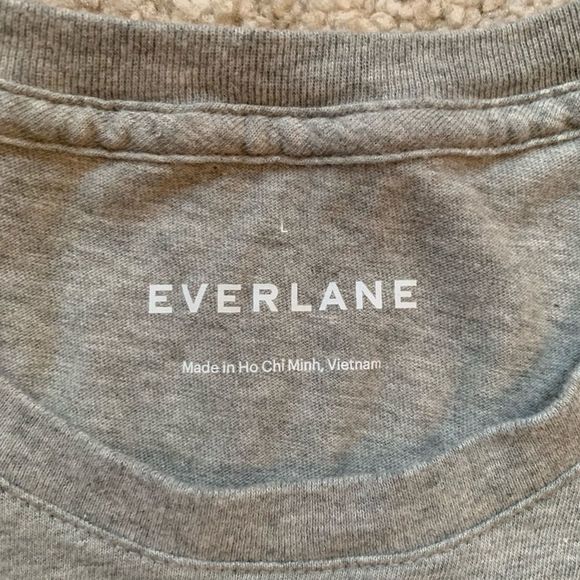 L
EVERLANE
Made in Ho Chi Minh, Vietnam